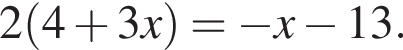 2(4 + 3x) = −x − 13.